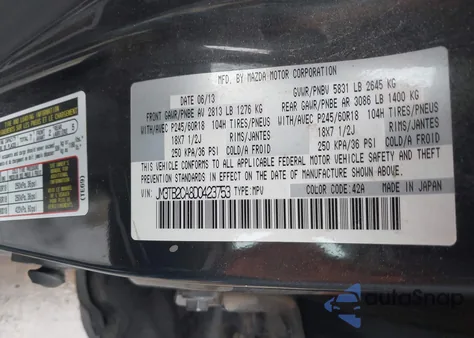 MFD. BY MAZDA MOTOR CORPORATION
DATE 06/13
GVWR/PNBV 5831 LB 2645 KG
FRONT GAWR/PNBE AV 2813 LB 1276 KG
REAR GAWR/PNBE AR 3086 LB 1400 KG
WITH/AVEC P245/60R18 104H TIRES/PNEUS
WITH/AVEC P245/60R18 104H TIRES/PNEUS
18X7 1/2J RIMS/JANTES
18X7 1/2J RIMS/JANTES
250 KPA/36 PSI COLD/A FROID
250 KPA/36 PSI COLD/A FROID
THIS VEHICLE CONFORMS TO ALL APPLICABLE FEDERAL MOTOR VEHICLE SAFETY AND THEFT
PREVENTION STANDARDS IN EFFECT ON THE DATE OF MANUFACTURE SHOWN ABOVE.
VIN: JM3TB2CA6D0423753 TYPE:MPV
COLOR CODE:42A MADE IN JAPAN
autoSnap